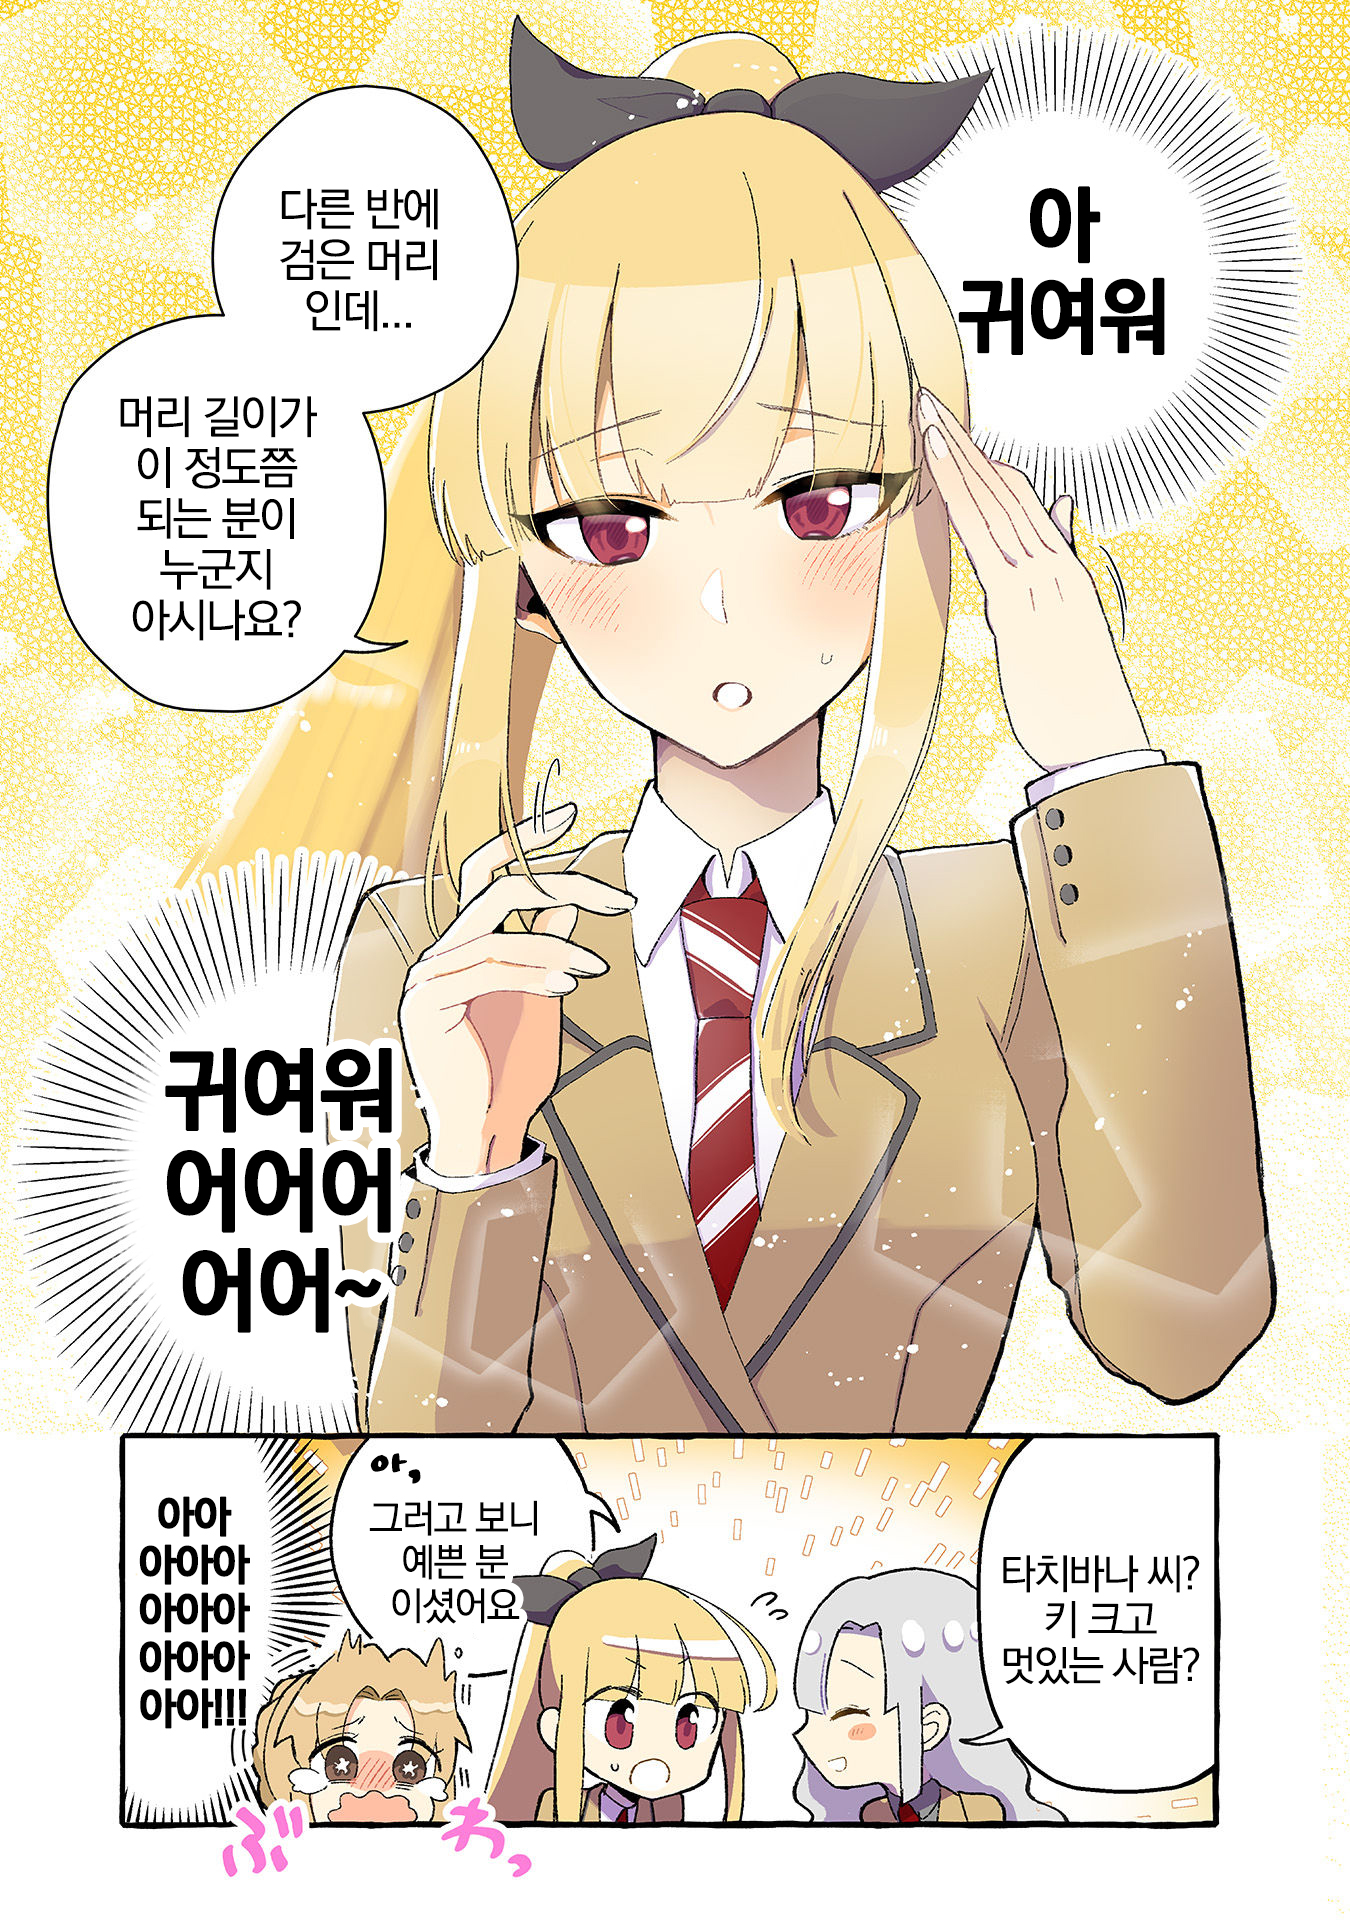 아
귀여워
다른 반에
검은 머리
인데...
머리 길이가
이 정도쯤
되는 분이
누군지
아시나요?
귀여워
어어어
어어~
타치바나 씨?
키 크고
멋있는 사람?
아,
그러고 보니
예쁜 분
이셨어요
아아
아아아
아아아
아아아
아아!!!
ぶわっ